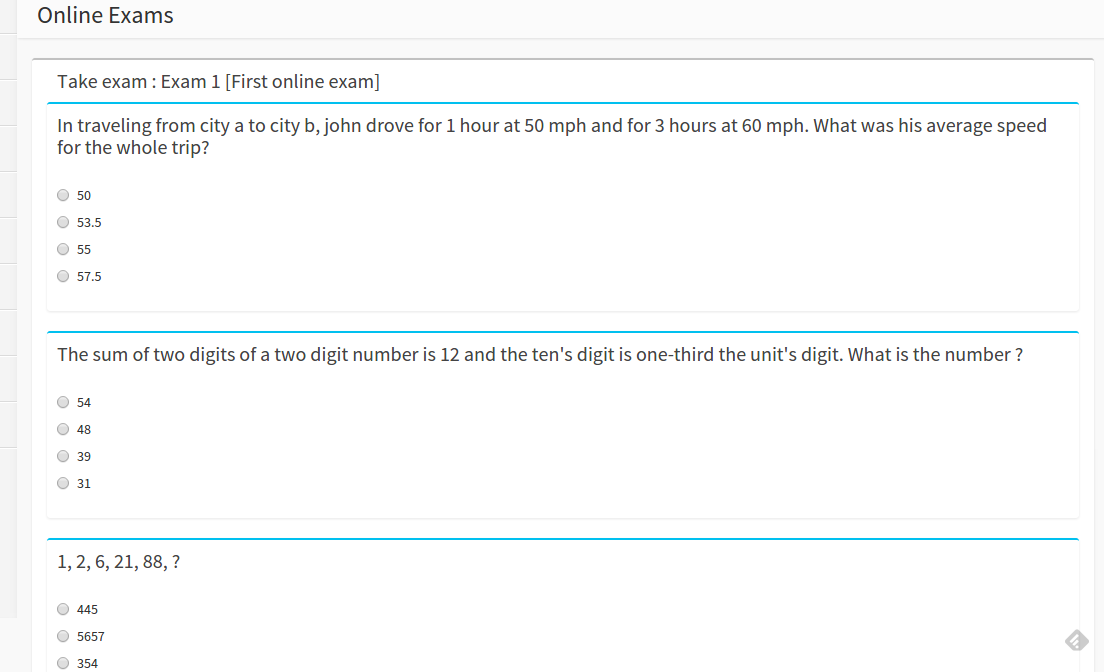 Online Exams
Take exam : Exam 1 [First online exam]
In traveling from city a to city b, john drove for 1 hour at 50 mph and for 3 hours at 60 mph. What was his average speed
for the whole trip?
50
53.5
55
57.5
The sum of two digits of a two digit number is 12 and the ten's digit is one-third the unit's digit. What is the number ?
54
48
39
31
1, 2, 6, 21, 88, ?
445
5657
354